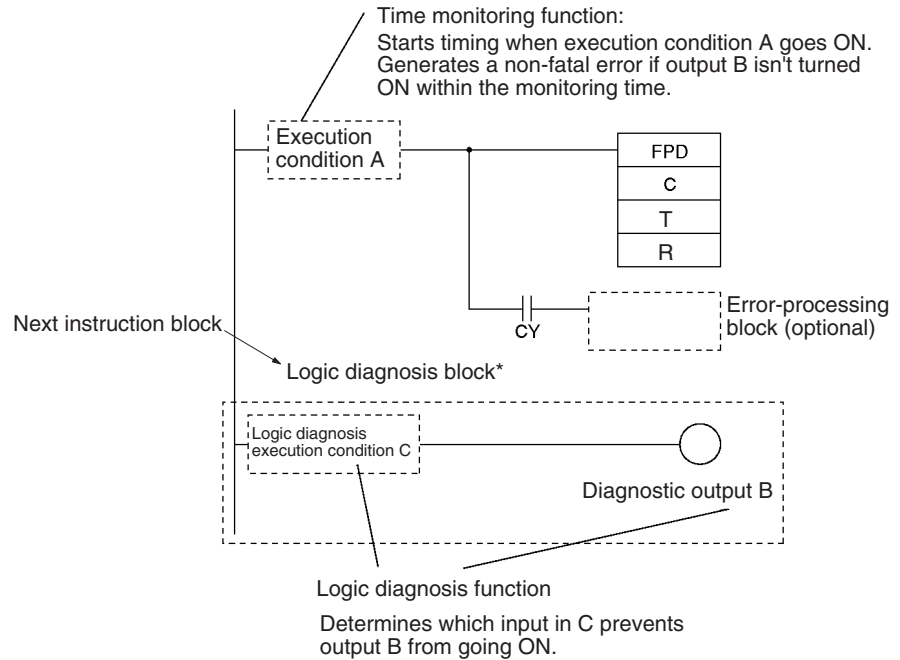 Time monitoring function:
Starts timing when execution condition A goes ON.
Generates a non-fatal error if output B isn't turned
ON within the monitoring time.
Execution
condition A
FPD
C
T
R
CY
Error-processing
block (optional)
Next instruction block
Logic diagnosis block*
Logic diagnosis
execution condition C
Diagnostic output B
Logic diagnosis function
Determines which input in C prevents
output B from going ON.